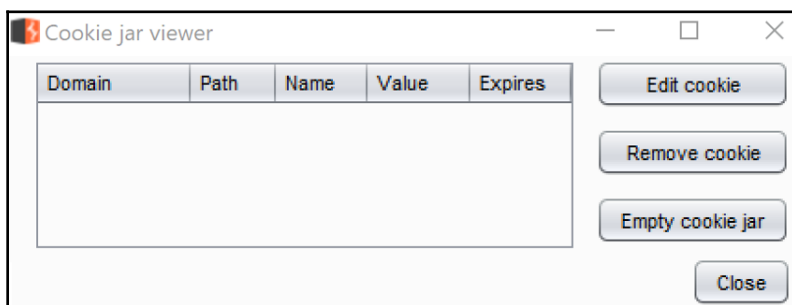 Cookie jar viewer
Domain Path Name Value Expires
Edit cookie
Remove cookie
Empty cookie jar
Close